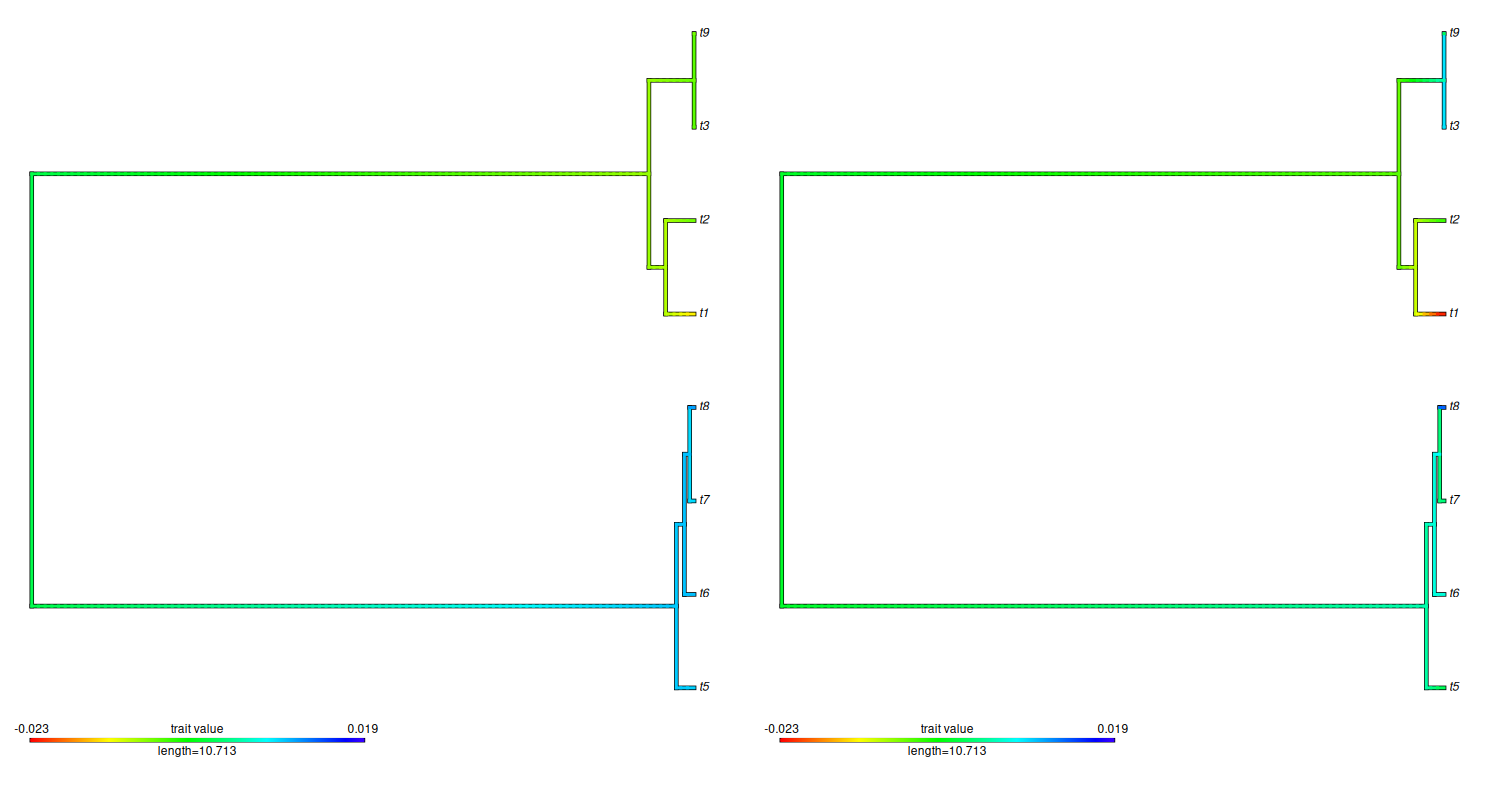 t9 t9
t3 t3
t2 t2
t1 t1
t8 t8
t7 t7
t6 t6
t5 t5
-0.023 trait value 0.019 -0.023 trait value 0.019
length=10.713 length=10.713